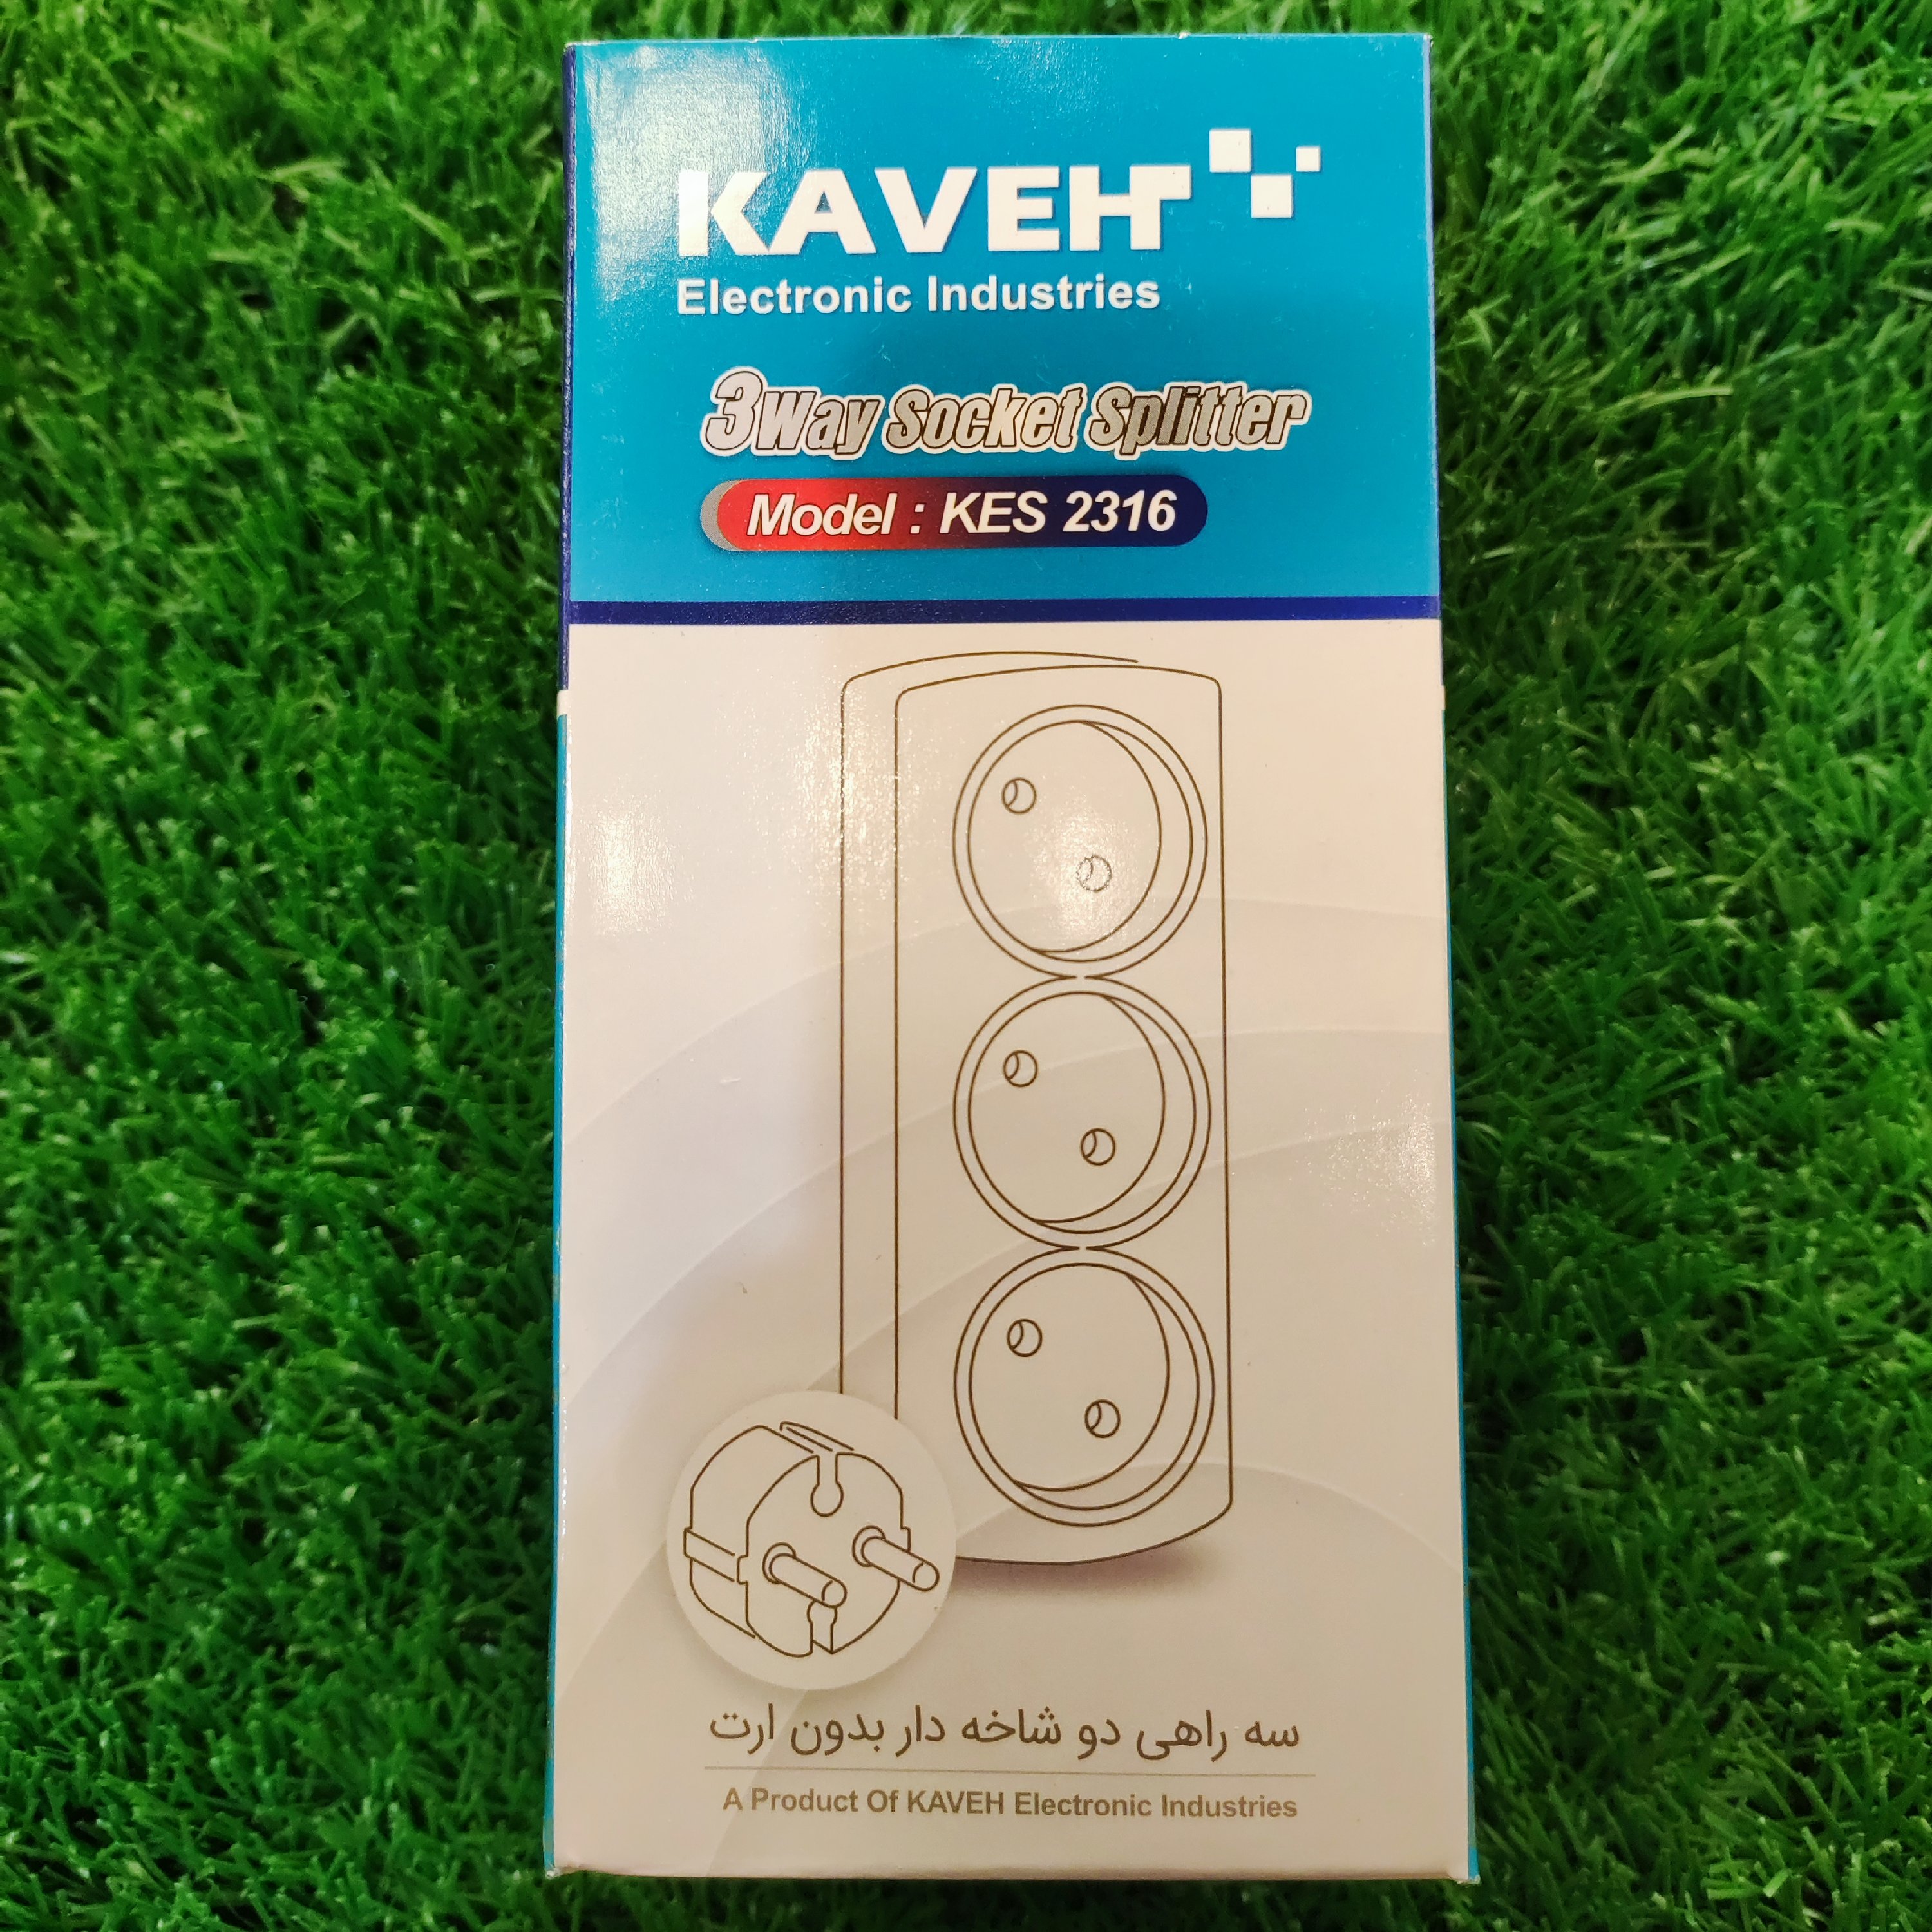 KAVEH
Electronic Industries
3Way Socket Splitter
Model : KES 2316
سه راهی دو شاخه دار بدون ارت
A Product Of KAVEH Electronic Industries